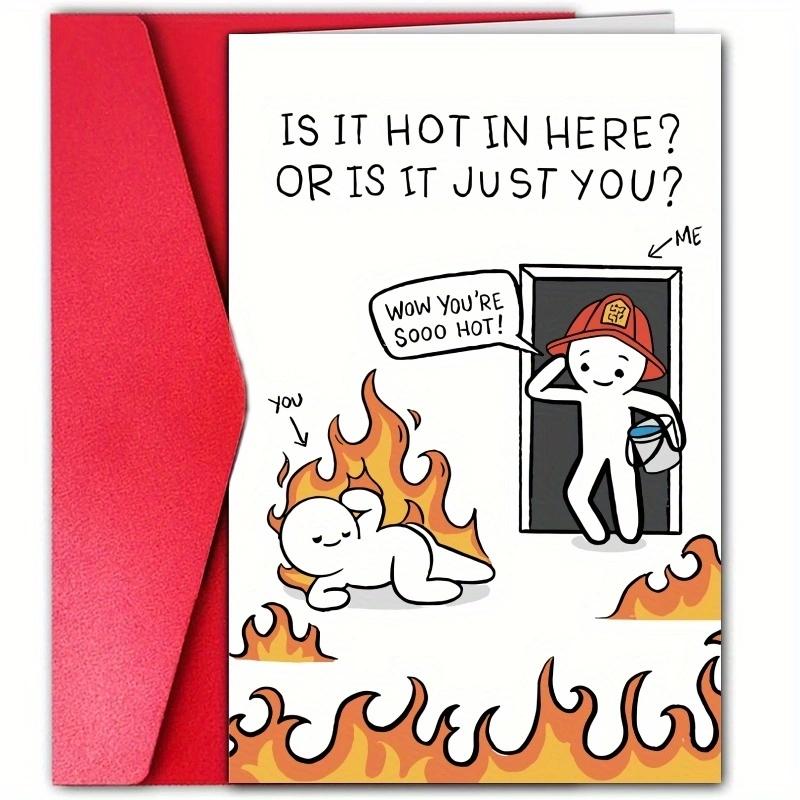 IS IT HOT IN HERE?
OR IS IT JUST YOU?
ME
WOW YOU'RE
SOOO HOT!
YOU